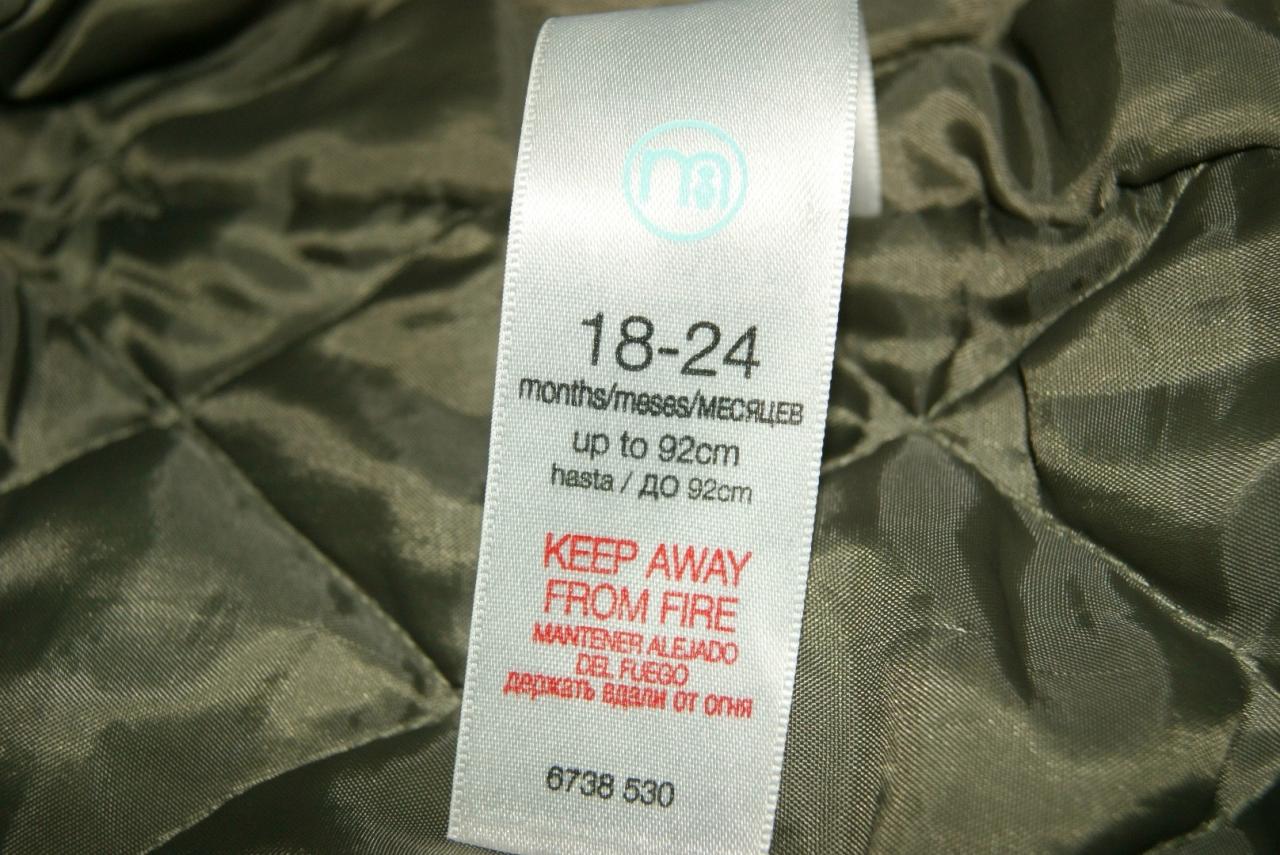 18-24
months/meses/МЕСЯЦЕВ
up to 92cm
hasta / ДО 92cm
KEEP AWAY
FROM FIRE
MANTENER ALEJADO
DEL FUEGO
держать вдали от огня
6738 530